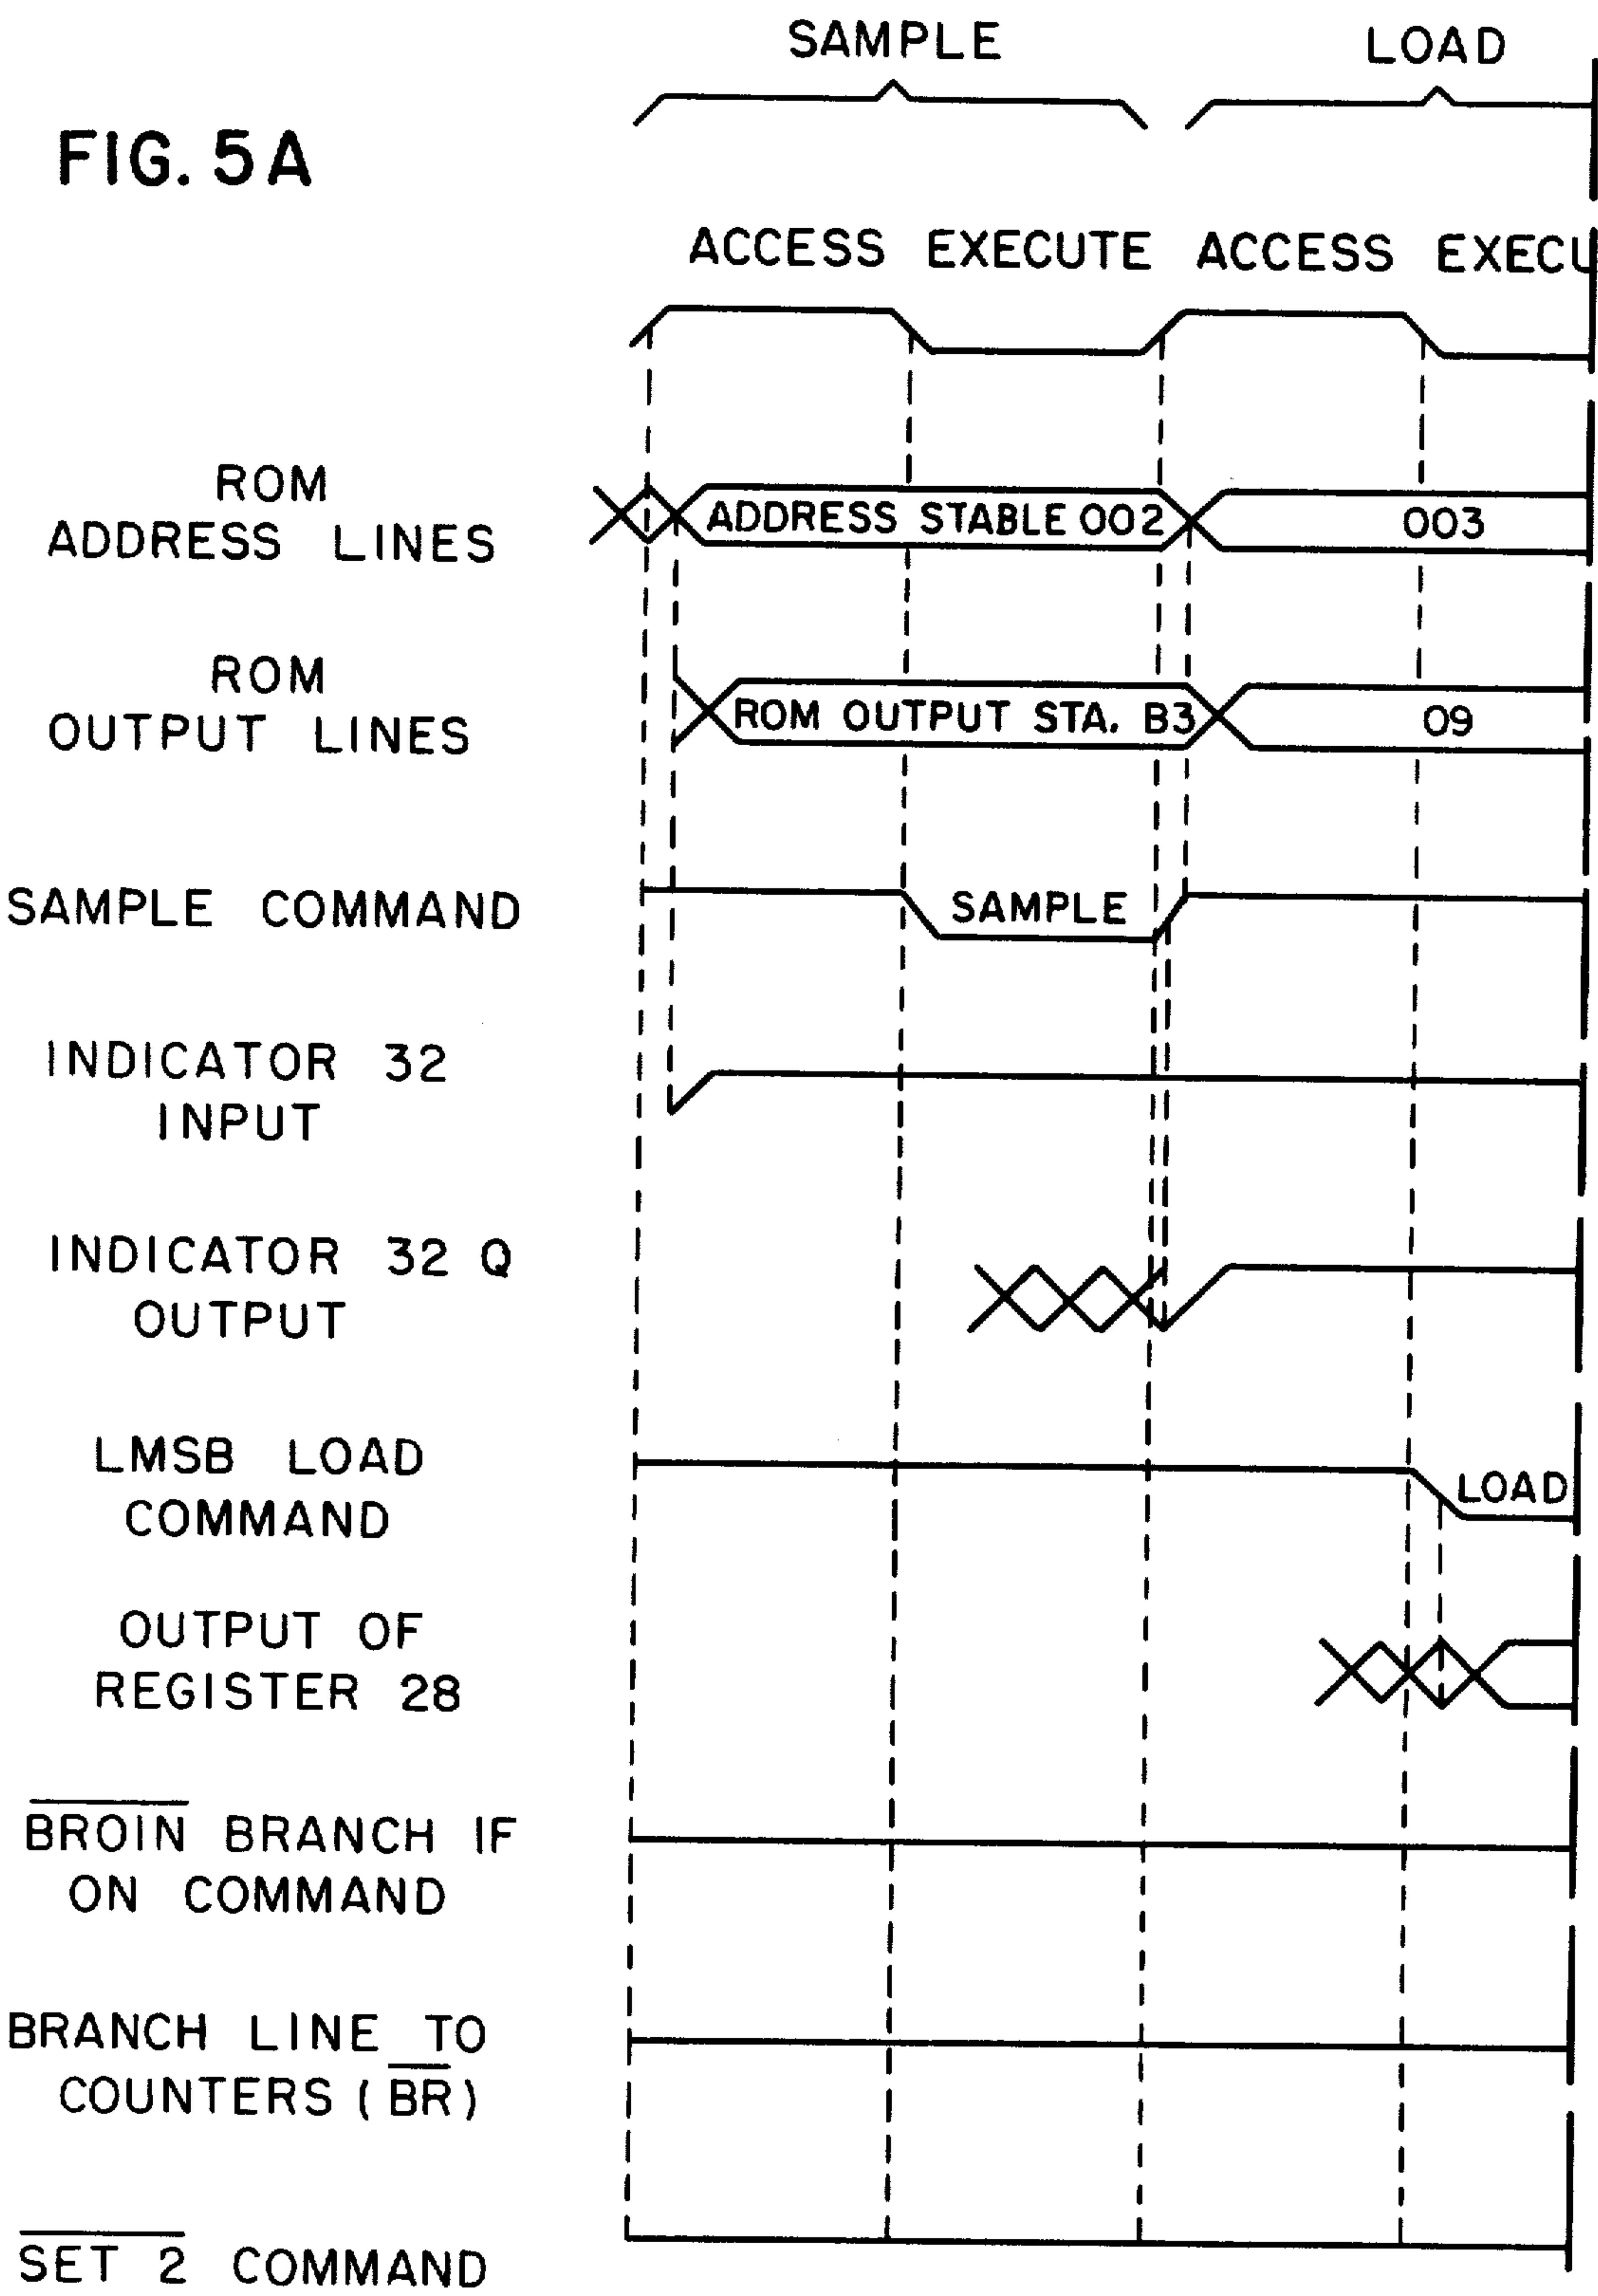 SAMPLE LOAD
FIG. 5A
ACCESS EXECUTE ACCESS EXECU
ROM
ADDRESS LINES
ADDRESS STABLE 002 003
ROM
OUTPUT LINES
ROM OUTPUT STA. B3 09
SAMPLE COMMAND
SAMPLE
INDICATOR 32
INPUT
INDICATOR 32 Q
OUTPUT
LMSB LOAD
COMMAND
LOAD
OUTPUT OF
REGISTER 28
BROIN BRANCH IF
ON COMMAND
BRANCH LINE TO
COUNTERS (BR)
SET 2 COMMAND